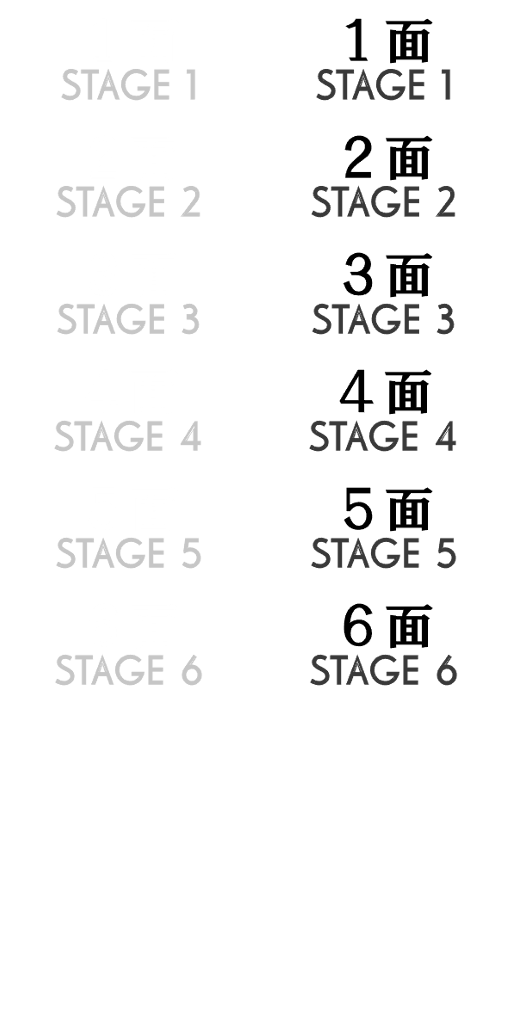 1面
STAGE 1 STAGE 1
2面
STAGE 2 STAGE 2
3面
STAGE 3 STAGE 3
4面
STAGE 4 STAGE 4
5面
STAGE 5 STAGE 5
6面
STAGE 6 STAGE 6